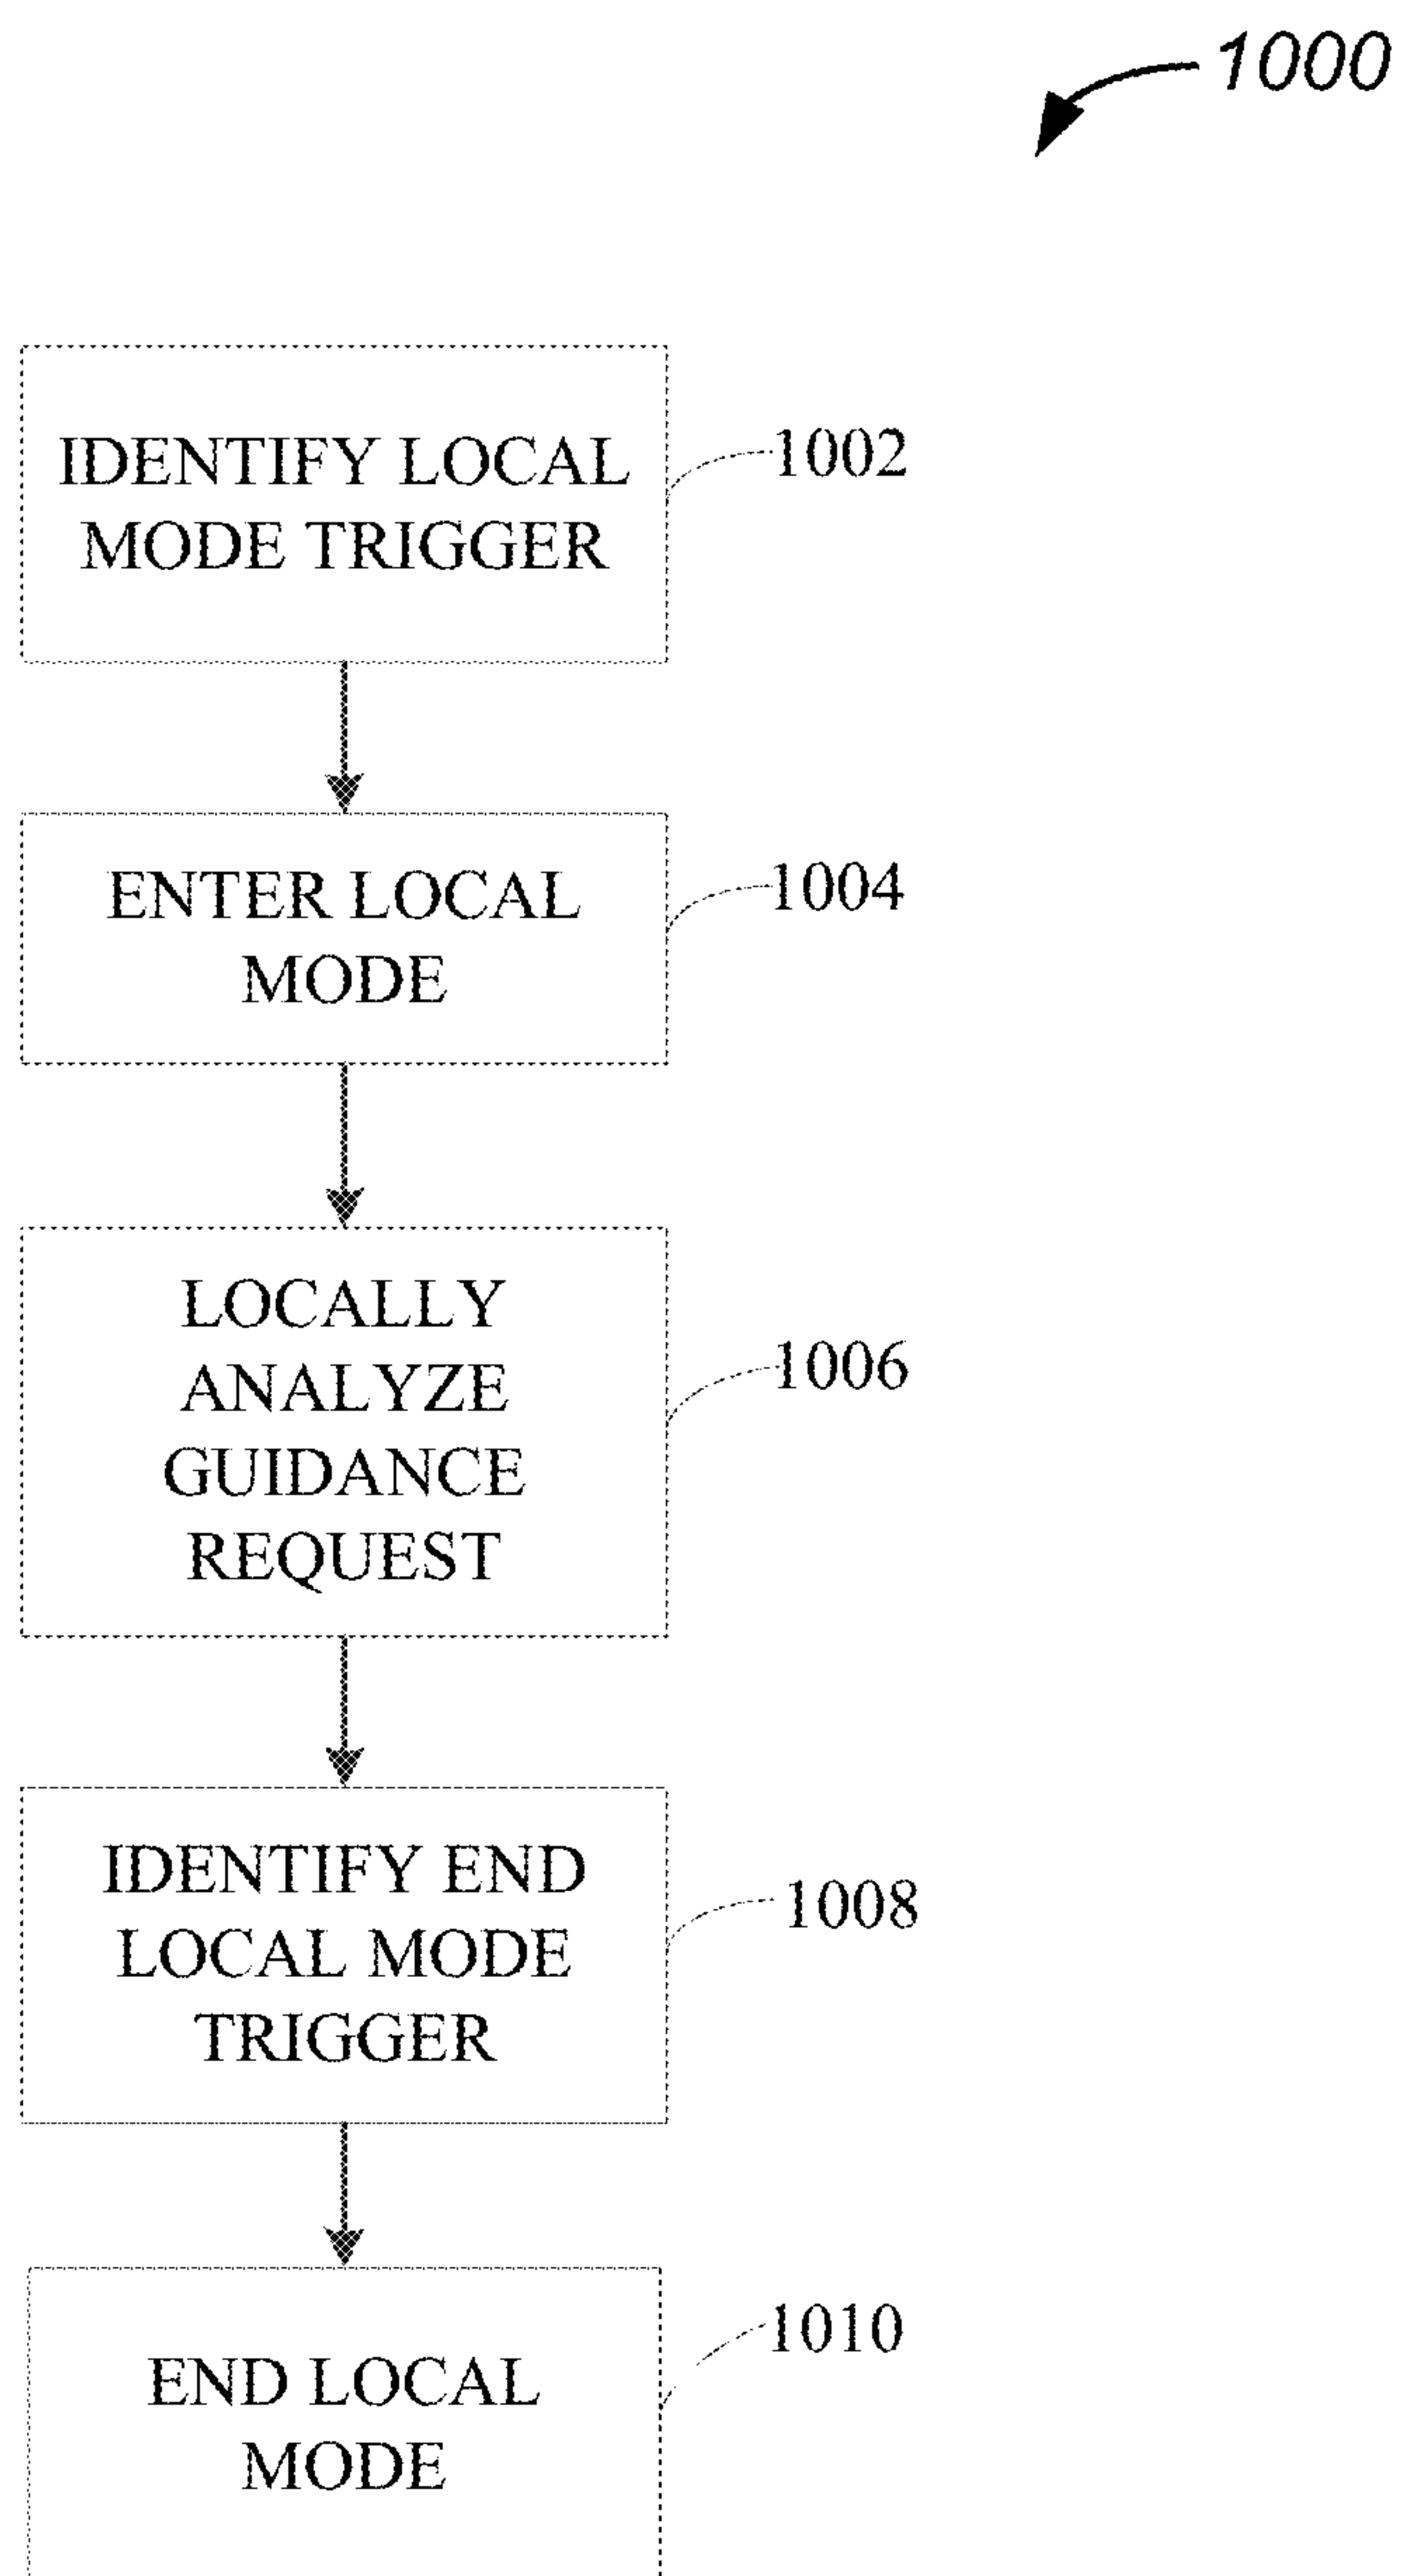 1000
IDENTIFY LOCAL
MODE TRIGGER
1002
ENTER LOCAL
MODE
1004
LOCALLY
ANALYZE
GUIDANCE
REQUEST
1006
IDENTIFY END
LOCAL MODE
TRIGGER
1008
END LOCAL
MODE
1010